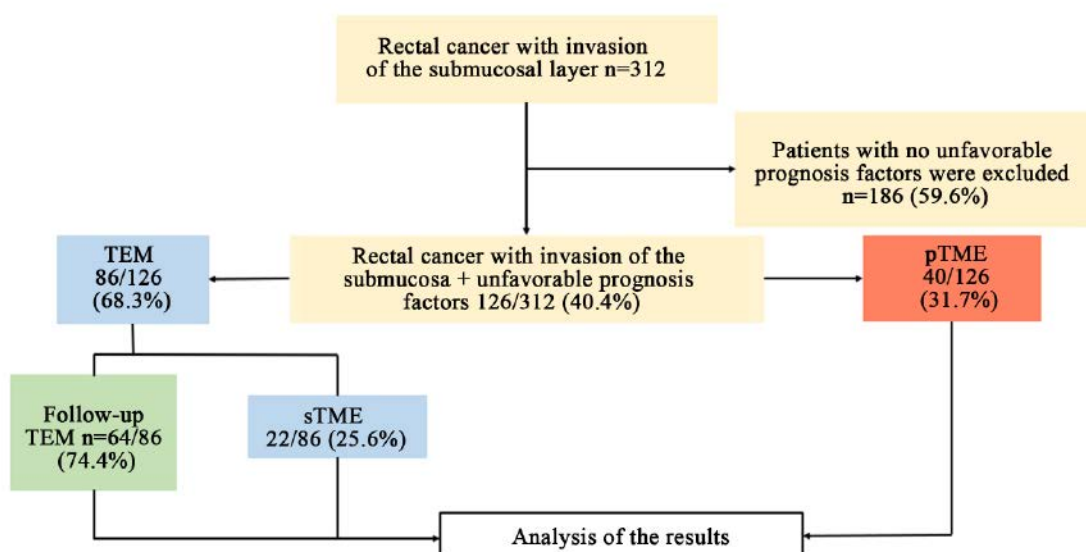 Rectal cancer with invasion
of the submucosal layer n=312
Patients with no unfavorable
prognosis factors were excluded
n=186 (59.6%)
TEM
86/126
(68.3%)
Rectal cancer with invasion of the
submucosa + unfavorable prognosis
factors 126/312 (40.4%)
pTME
40/126
(31.7%)
Follow-up
TEM n=64/86
(74.4%)
sTME
22/86 (25.6%)
Analysis of the results